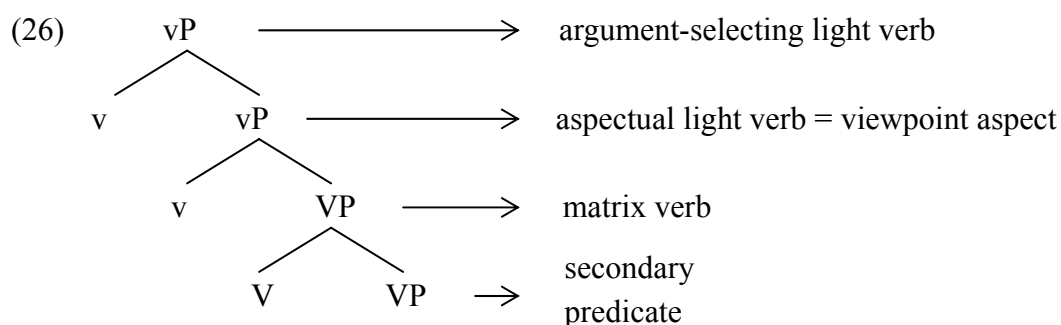 (26) vP argument-selecting light verb
v vP aspectual light verb = viewpoint aspect
v VP matrix verb
V VP secondary
predicate